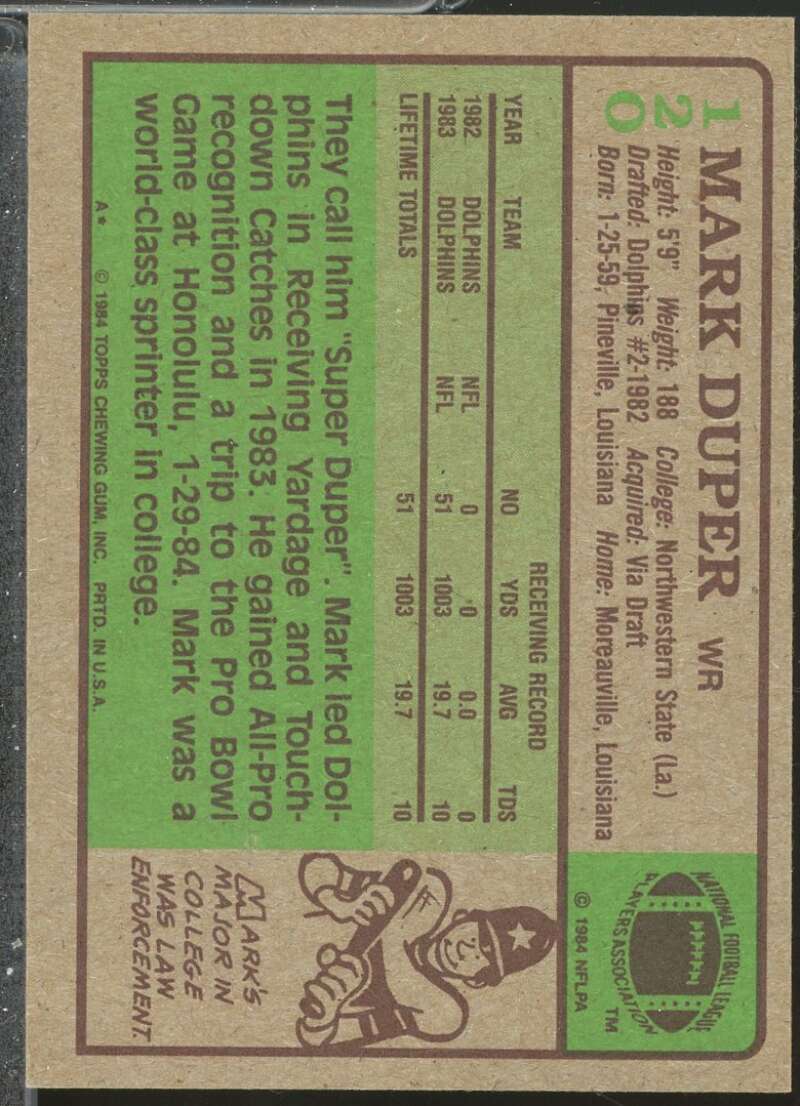 120
MARK DUPER WR
Height: 5'9" Weight: 188 College: Northwestern State (La.)
Drafted: Dolphins #2-1982 Acquired: Via Draft
Born: 1-25-59, Pineville, Louisiana Home: Moreauville, Louisiana
NATIONAL FOOTBALL LEAGUE
PLAYERS ASSOCIATION
TM
© 1984 NFLPA
RECEIVING RECORD
YEAR TEAM NO YDS AVG TDS
1982 DOLPHINS NFL 0 0 0.0 0
1983 DOLPHINS NFL 51 1003 19.7 10
LIFETIME TOTALS 51 1003 19.7 10
They call him "Super Duper". Mark led Dol-
phins in Receiving Yardage and Touch-
down Catches in 1983. He gained All-Pro
recognition and a trip to the Pro Bowl
Game at Honolulu, 1-29-84. Mark was a
world-class sprinter in college.
A* © 1984 TOPPS CHEWING GUM, INC. PRTD. IN U.S.A.
MARK'S
MAJOR IN
COLLEGE
WAS LAW
ENFORCEMENT.